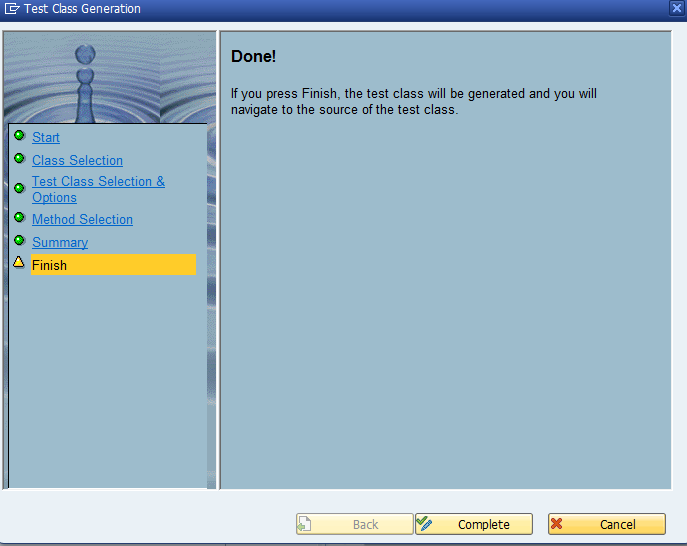 Test Class Generation
Start
Class Selection
Test Class Selection &
Options
Method Selection
Summary
Finish
Done!
If you press Finish, the test class will be generated and you will
navigate to the source of the test class.
Back
Complete
Cancel